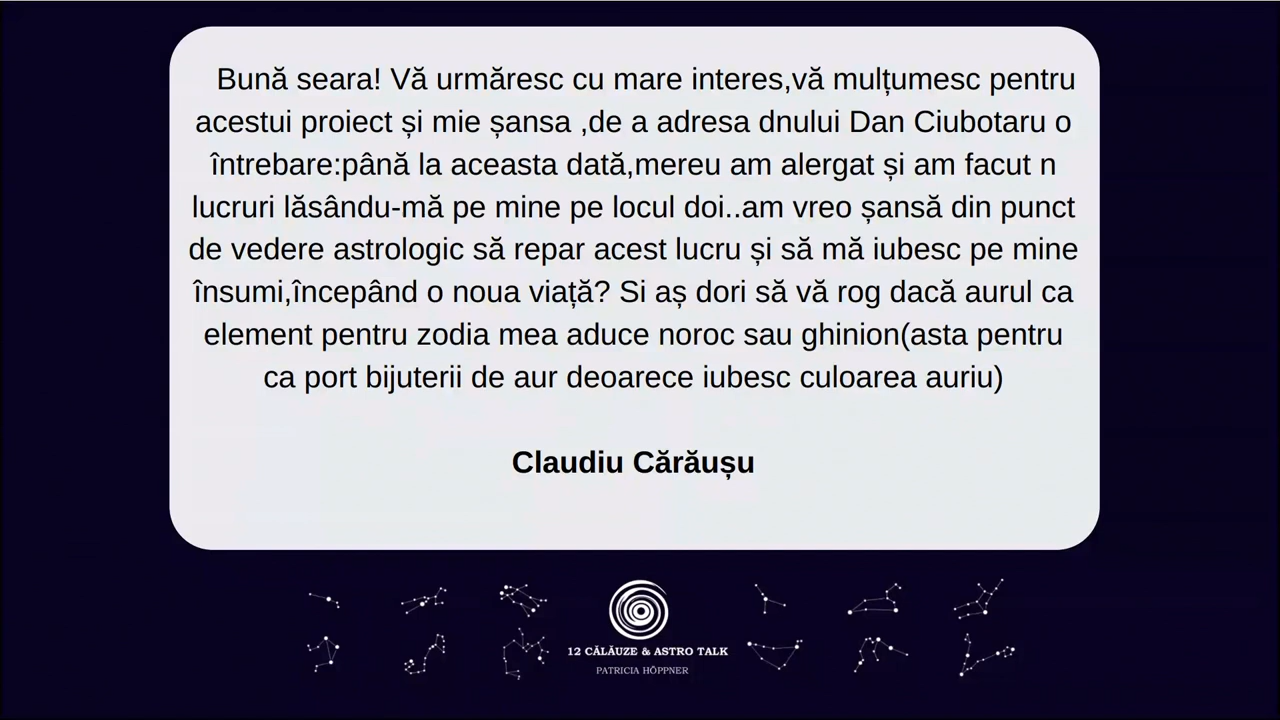 Bună seara! Vă urmăresc cu mare interes,vă mulțumesc pentru
acestui proiect și mie șansa ,de a adresa dnului Dan Ciubotaru o
întrebare:până la aceasta dată,mereu am alergat și am facut n
lucruri lăsându-mă pe mine pe locul doi..am vreo șansă din punct
de vedere astrologic să repar acest lucru și să mă iubesc pe mine
însumi,începând o noua viață? Si aș dori să vă rog dacă aurul ca
element pentru zodia mea aduce noroc sau ghinion(asta pentru
ca port bijuterii de aur deoarece iubesc culoarea auriu)
Claudiu Cărăușu
12 CĂLĂUZE & ASTRO TALK
PATRICIA HÖPPNER